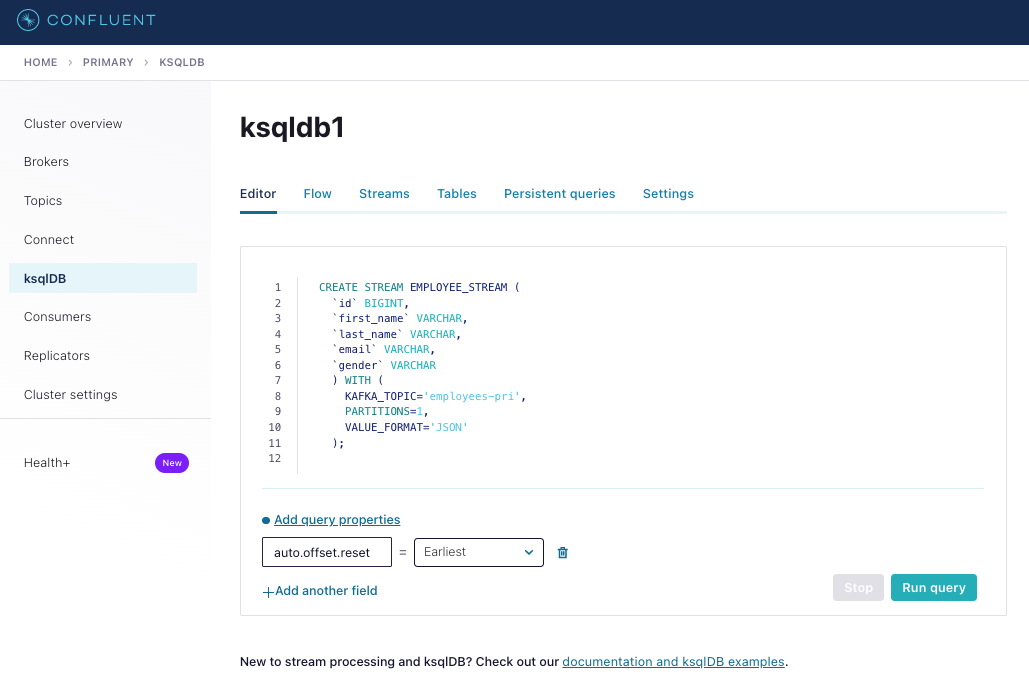 CONFLUENT
HOME > PRIMARY > KSQLDB
Cluster overview
Brokers
Topics
Connect
ksqlDB
Consumers
Replicators
Cluster settings
Health+ New
ksqldb1
Editor Flow Streams Tables Persistent queries Settings
1 CREATE STREAM EMPLOYEE_STREAM (
2 `id` BIGINT,
3 `first_name` VARCHAR,
4 `last_name` VARCHAR,
5 `email` VARCHAR,
6 `gender` VARCHAR
7 ) WITH (
8 KAFKA_TOPIC='employees-pri',
9 PARTITIONS=1,
10 VALUE_FORMAT='JSON'
11 );
12
Add query properties
auto.offset.reset = Earliest
+Add another field
Stop Run query
New to stream processing and ksqlDB? Check out our documentation and ksqlDB examples.